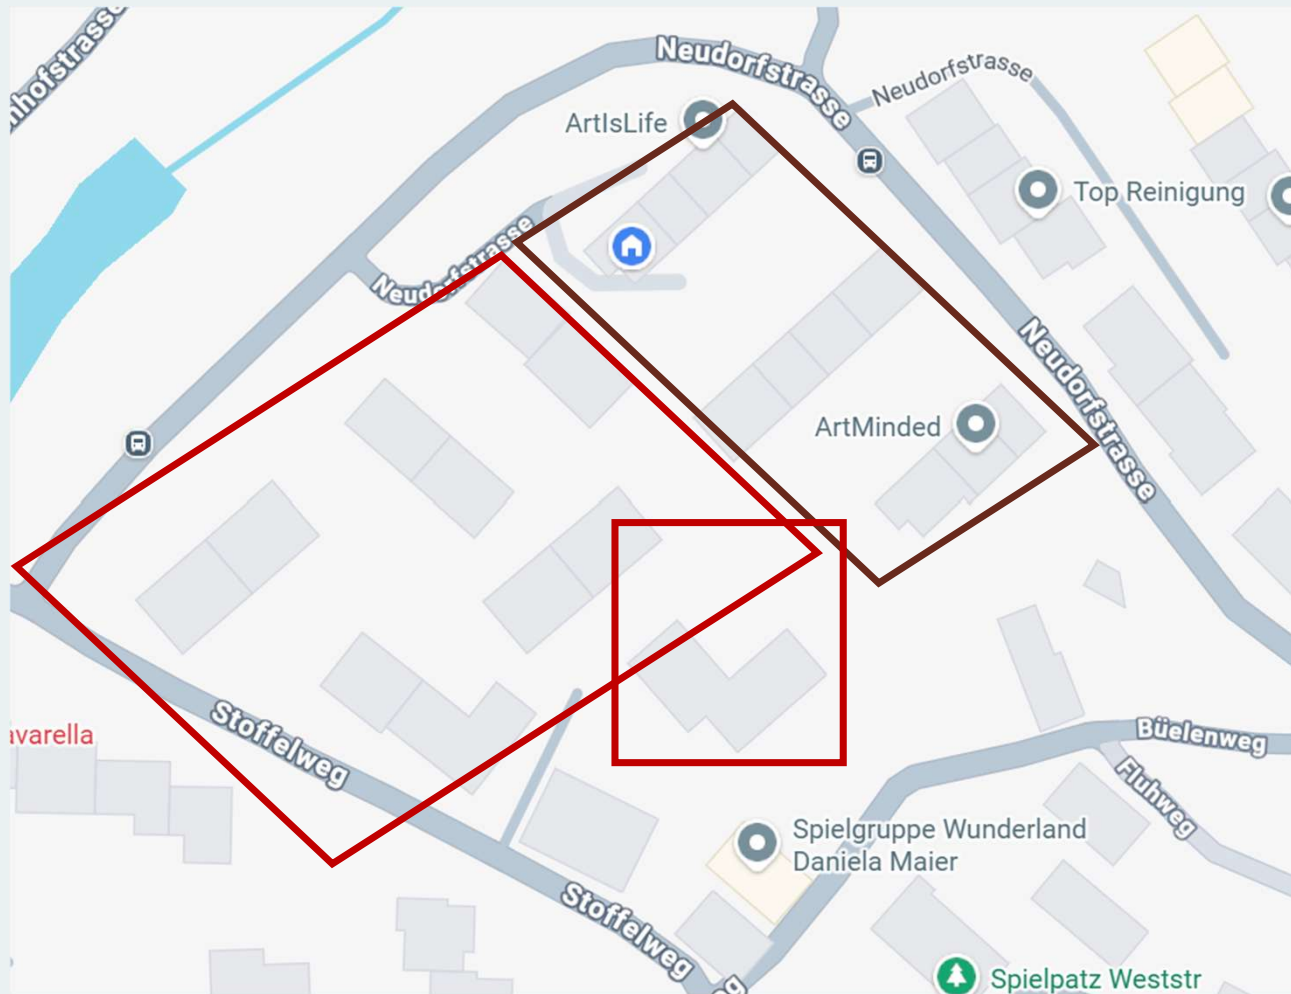 nhofstrasse
Neudorfstrasse
Neudorfstrasse
ArtIsLife
Top Reinigung
Neudorfstrasse
Neudorfstrasse
ArtMinded
Stoffelweg
avarella
Büelenweg
Fluhweg
Spielgruppe Wunderland
Daniela Maier
Stoffelweg
Spielpatz Weststr